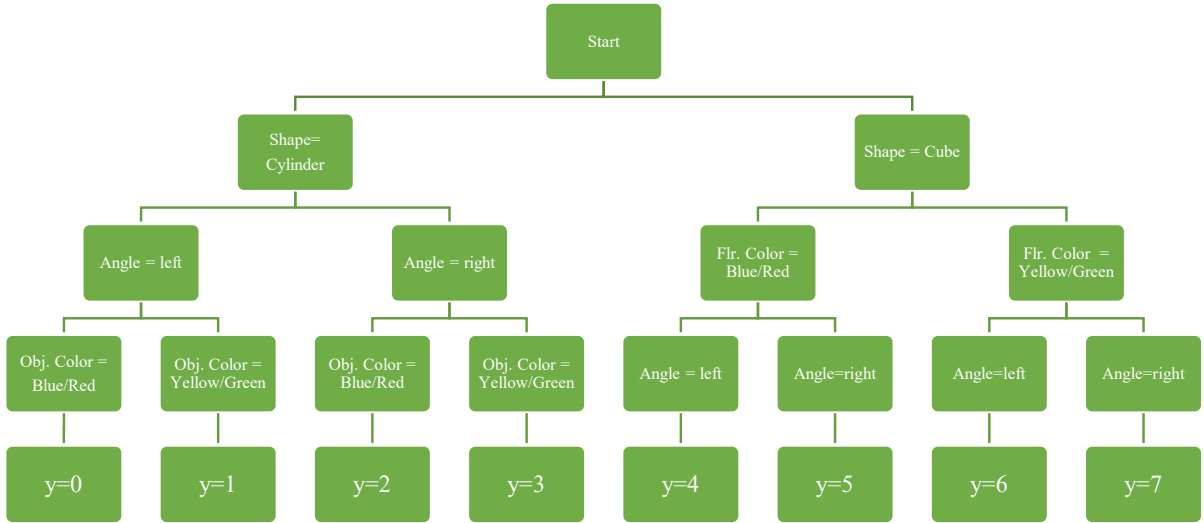 Start
Shape=
Cylinder
Shape = Cube
Angle = left
Angle = right
Flr. Color =
Blue/Red
Flr. Color  =
Yellow/Green
Obj. Color =
Blue/Red
Obj. Color =
Yellow/Green
Obj. Color =
Blue/Red
Obj. Color =
Yellow/Green
Angle = left
Angle=right
Angle=left
Angle=right
y=0
y=1
y=2
y=3
y=4
y=5
y=6
y=7